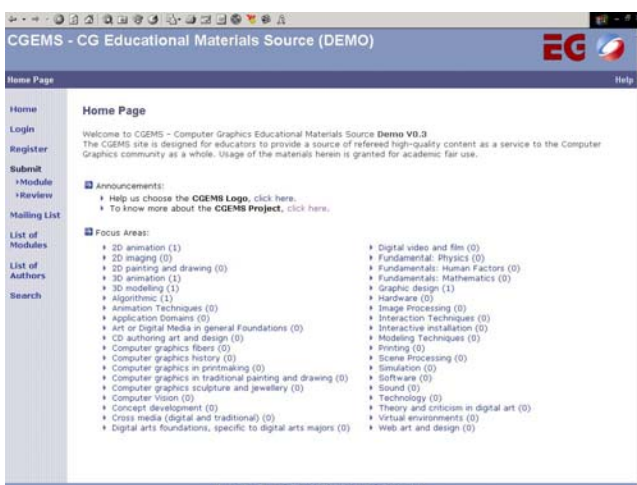 CGEMS - CG Educational Materials Source (DEMO)
EG
Home Page
Help
Home
Login
Register
Submit
Module
Review
Mailing List
List of
Modules
List of
Authors
Search
Home Page
Welcome to CGEMS - Computer Graphics Educational Materials Source Demo V0.3
The CGEMS site is designed for educators to provide a source of refereed high-quality content as a service to the Computer
Graphics community as a whole. Usage of the materials herein is granted for academic fair use.
Announcements:
Help us choose the CGEMS Logo, click here.
To know more about the CGEMS Project, click here.
Focus Areas:
2D animation (1)
2D imaging (0)
2D painting and drawing (0)
3D animation (1)
3D modelling (1)
Algorithmic (1)
Animation Techniques (0)
Application Domains (0)
Art or Digital Media in general Foundations (0)
CD authoring art and design (0)
Computer graphics fibers (0)
Computer graphics history (0)
Computer graphics in printmaking (0)
Computer graphics in traditional painting and drawing (0)
Computer graphics sculpture and jewellery (0)
Computer Vision (0)
Concept development (0)
Cross media (digital and traditional) (0)
Digital arts foundations, specific to digital arts majors (0)
Digital video and film (0)
Fundamental: Physics (0)
Fundamentals: Human Factors (0)
Fundamentals: Mathematics (0)
Graphic design (1)
Hardware (0)
Image Processing (0)
Interaction Techniques (0)
Interactive installation (0)
Modeling Techniques (0)
Printing (0)
Scene Processing (0)
Simulation (0)
Software (0)
Sound (0)
Technology (0)
Theory and criticism in digital art (0)
Virtual environments (0)
Web art and design (0)